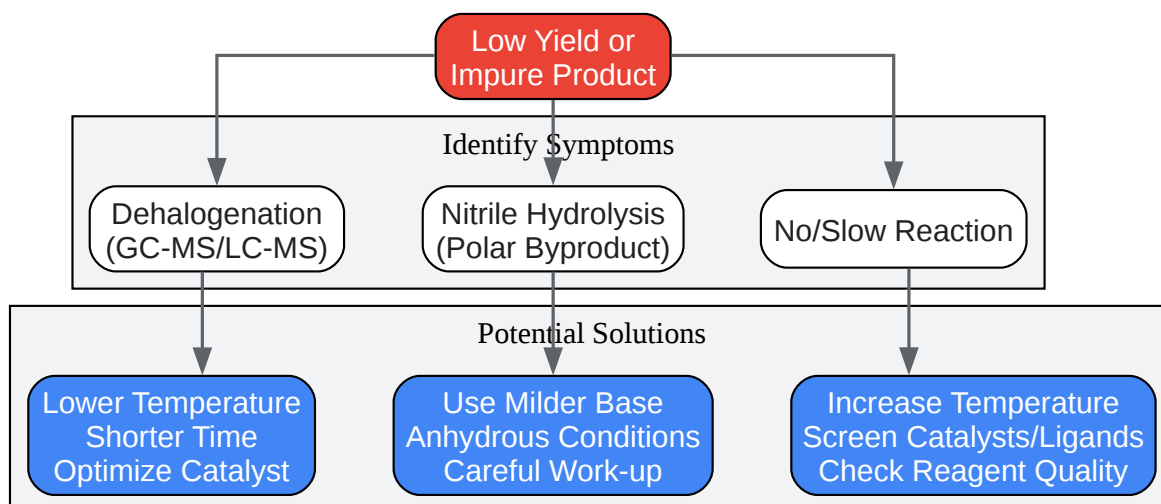 Low Yield or
Impure Product
Identify Symptoms
Dehalogenation
(GC-MS/LC-MS)
Nitrile Hydrolysis
(Polar Byproduct)
No/Slow Reaction
Potential Solutions
Lower Temperature
Shorter Time
Optimize Catalyst
Use Milder Base
Anhydrous Conditions
Careful Work-up
Increase Temperature
Screen Catalysts/Ligands
Check Reagent Quality